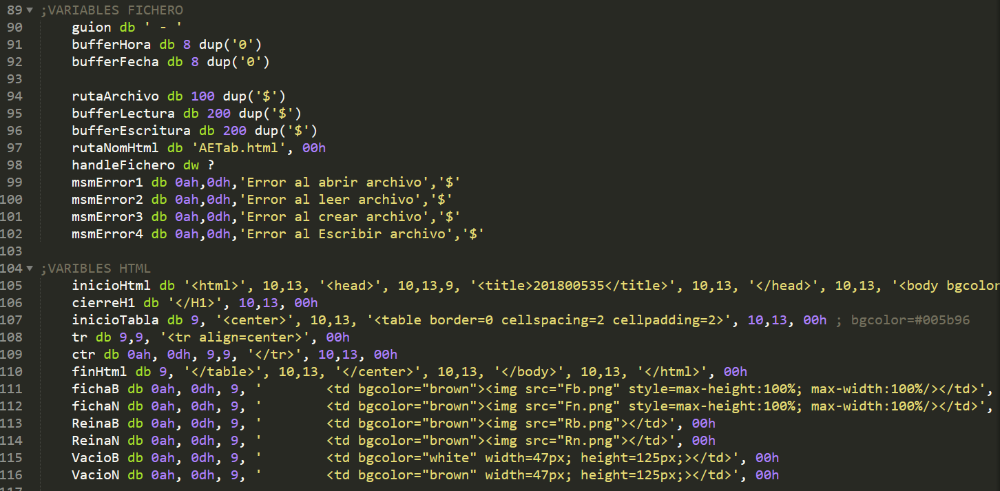 89 ;VARIABLES FICHERO
90 guion db ' - '
91 bufferHora db 8 dup('0')
92 bufferFecha db 8 dup('0')
93
94 rutaArchivo db 100 dup('$')
95 bufferLectura db 200 dup('$')
96 bufferEscritura db 200 dup('$')
97 rutaNomHtml db 'AETab.html', 00h
98 handleFichero dw ?
99 msmError1 db 0ah,0dh,'Error al abrir archivo','$'
100 msmError2 db 0ah,0dh,'Error al leer archivo','$'
101 msmError3 db 0ah,0dh,'Error al crear archivo','$'
102 msmError4 db 0ah,0dh,'Error al Escribir archivo','$'
103
104 ;VARIBLES HTML
105 inicioHtml db '<html>', 10,13, '<head>', 10,13,9, '<title>201800535</title>', 10,13, '</head>', 10,13, '<body bgcolor
106 cierreH1 db '</H1>', 10,13, 00h
107 inicioTabla db 9, '<center>', 10,13, '<table border=0 cellspacing=2 cellpadding=2>', 10,13, 00h ; bgcolor=#005b96
108 tr db 9,9, '<tr align=center>', 00h
109 ctr db 0ah, 0dh, 9,9, '</tr>', 10,13, 00h
110 finHtml db 9, '</table>', 10,13, '</center>', 10,13, '</body>', 10,13, '</html>', 00h
111 fichaB db 0ah, 0dh, 9, '        <td bgcolor="brown"><img src="Fb.png" style=max-height:100%; max-width:100%/></td>',
112 fichaN db 0ah, 0dh, 9, '        <td bgcolor="brown"><img src="Fn.png" style=max-height:100%; max-width:100%/></td>',
113 ReinaB db 0ah, 0dh, 9, '        <td bgcolor="brown"><img src="Rb.png"></td>', 00h
114 ReinaN db 0ah, 0dh, 9, '        <td bgcolor="brown"><img src="Rn.png"></td>', 00h
115 VacioB db 0ah, 0dh, 9, '        <td bgcolor="white" width=47px; height=125px;></td>', 00h
116 VacioN db 0ah, 0dh, 9, '        <td bgcolor="brown" width=47px; height=125px;></td>', 00h